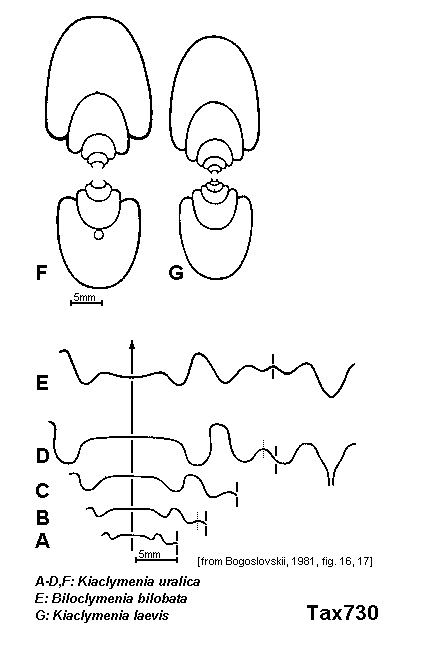 F
G
5mm
E
D
C
B
A
5mm
[from Bogoslovskii, 1981, fig. 16, 17]
A-D,F: Kiaclymenia uralica
E: Biloclymenia bilobata
G: Kiaclymenia laevis
Tax730